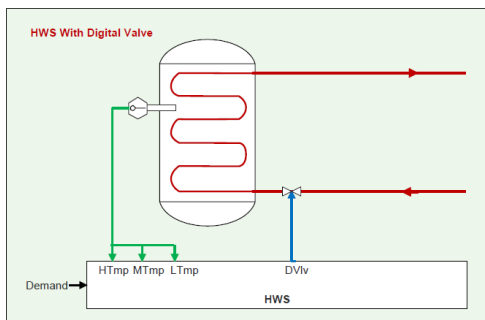 HWS With Digital Valve
HTmp MTmp LTmp DVlv
Demand
HWS